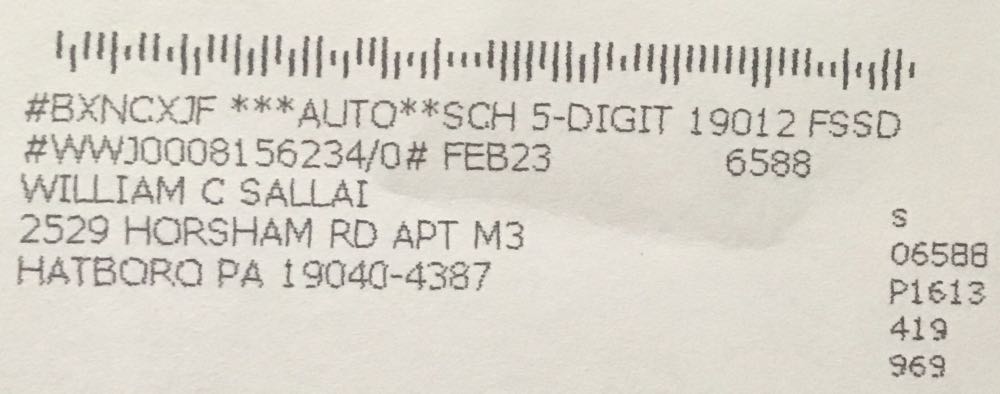 #BXNCXJF ***AUTO**SCH 5-DIGIT 19012 FSSD
#WWJ0008156234/0# FEB23 6588
WILLIAM C SALLAI
2529 HORSHAM RD APT M3
HATBORO PA 19040-4387
S
06588
P1613
419
969